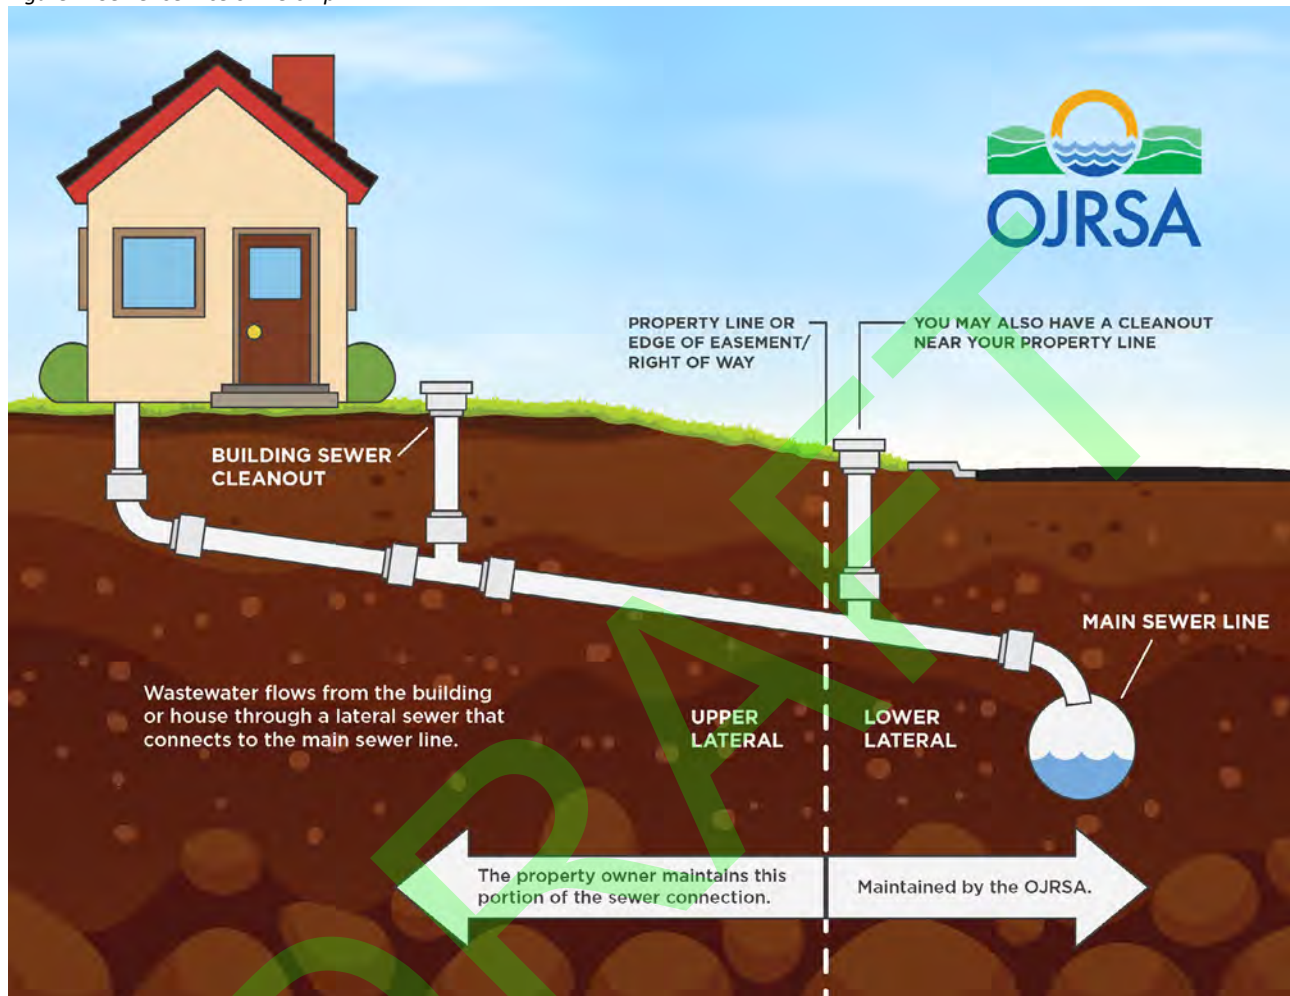 OJRSA
PROPERTY LINE OR
EDGE OF EASEMENT/
RIGHT OF WAY
YOU MAY ALSO HAVE A CLEANOUT
NEAR YOUR PROPERTY LINE
BUILDING SEWER
CLEANOUT
MAIN SEWER LINE
Wastewater flows from the building
or house through a lateral sewer that
connects to the main sewer line.
UPPER
LATERAL
LOWER
LATERAL
The property owner maintains this
portion of the sewer connection.
Maintained by the OJRSA.
DRAFT